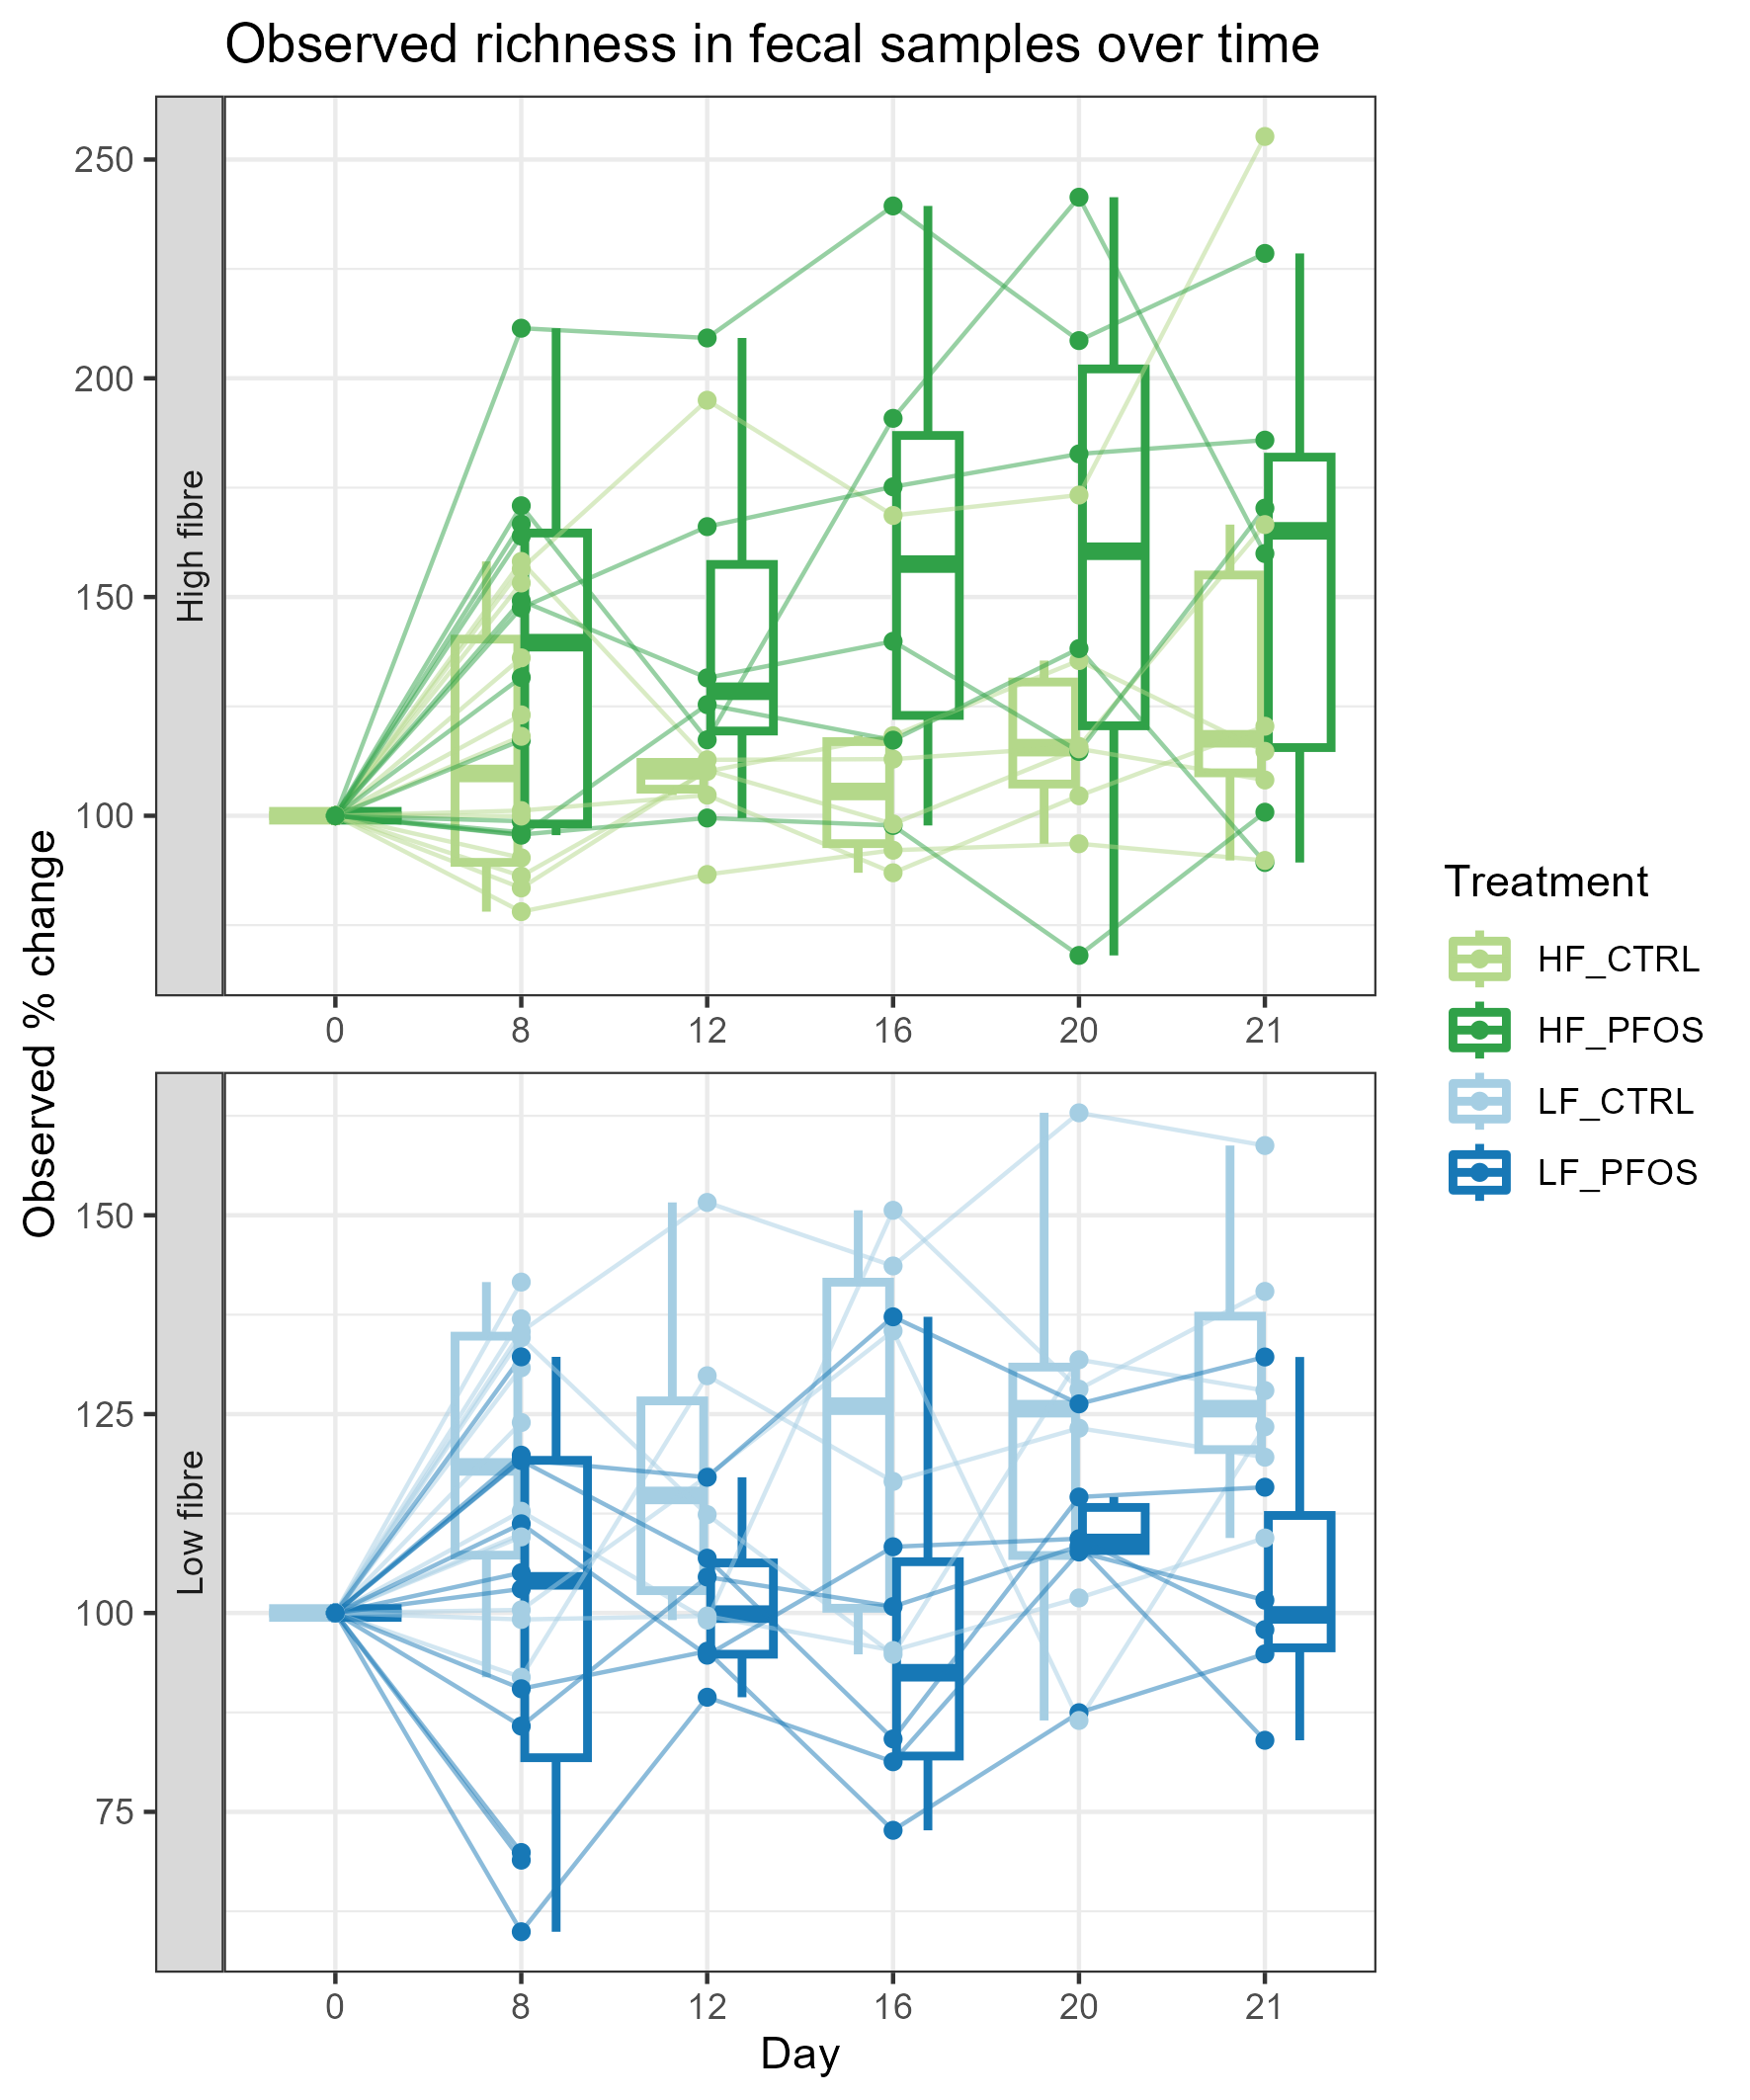 Observed richness in fecal samples over time
Observed % change
High fibre
250
200
150
100
0 8 12 16 20 21
Low fibre
150
125
100
75
0 8 12 16 20 21
Day
Treatment
HF_CTRL
HF_PFOS
LF_CTRL
LF_PFOS